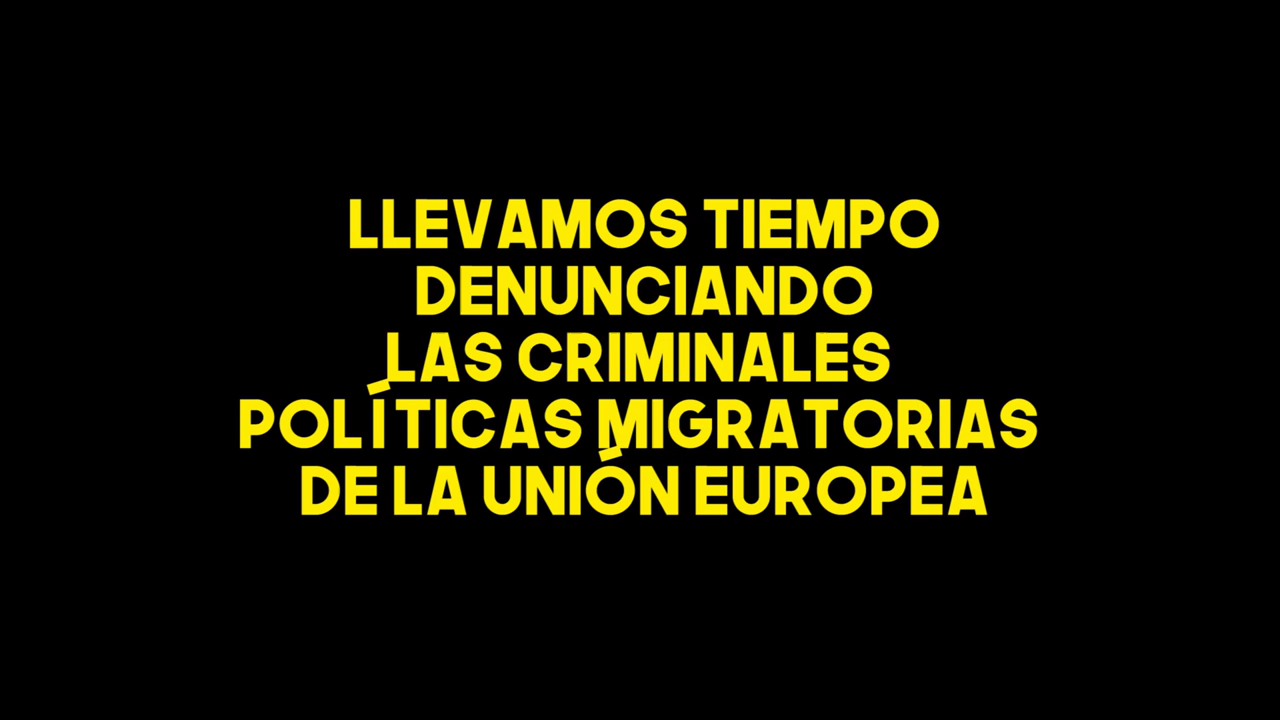 LLEVAMOS TIEMPO
DENUNCIANDO
LAS CRIMINALES
POLÍTICAS MIGRATORIAS
DE LA UNIÓN EUROPEA